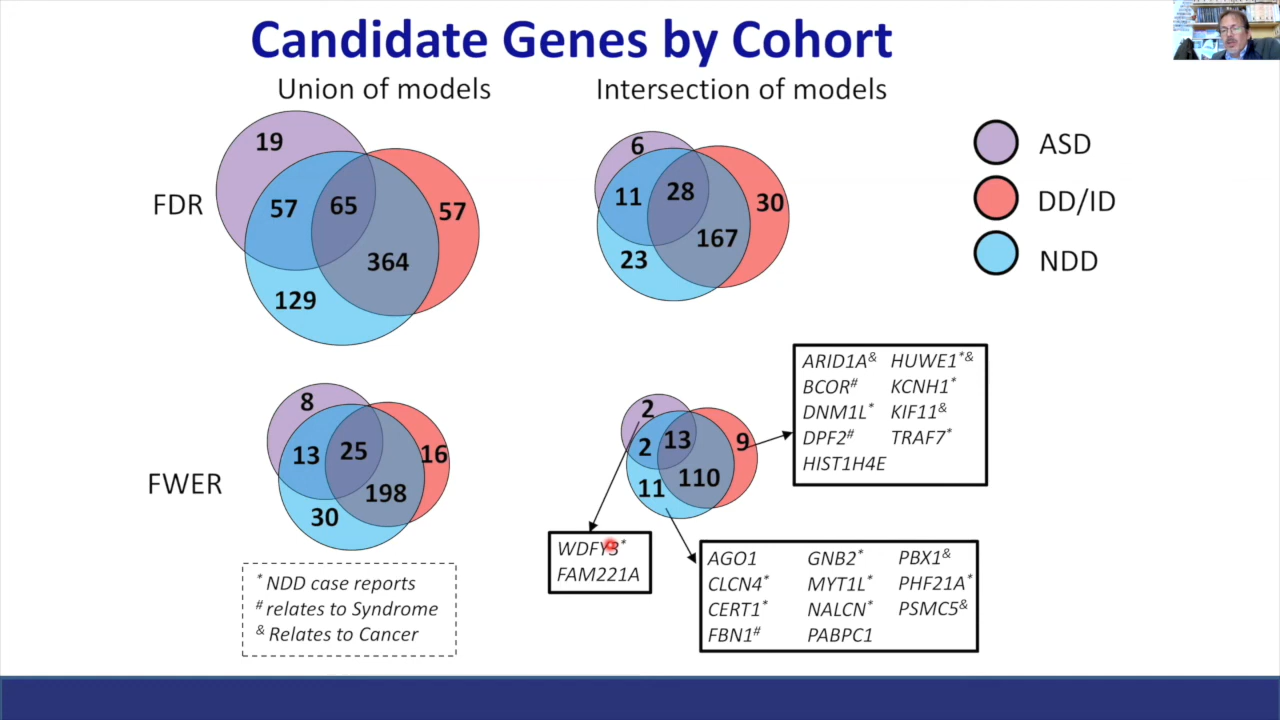 Candidate Genes by Cohort
Union of models
Intersection of models
FDR
19
57
65
57
364
129
6
11
28
30
167
23
ASD
DD/ID
NDD
FWER
8
13
25
16
198
30
2
2
13
9
110
11
ARID1A& HUWE1*&
BCOR# KCNH1*
DNM1L* KIF11&
DPF2# TRAF7*
HIST1H4E
WDFY3*
FAM221A
AGO1 GNB2* PBX1&
CLCN4* MYT1L* PHF21A*
CERT1* NALCN* PSMC5&
FBN1# PABPC1
* NDD case reports
# relates to Syndrome
& Relates to Cancer